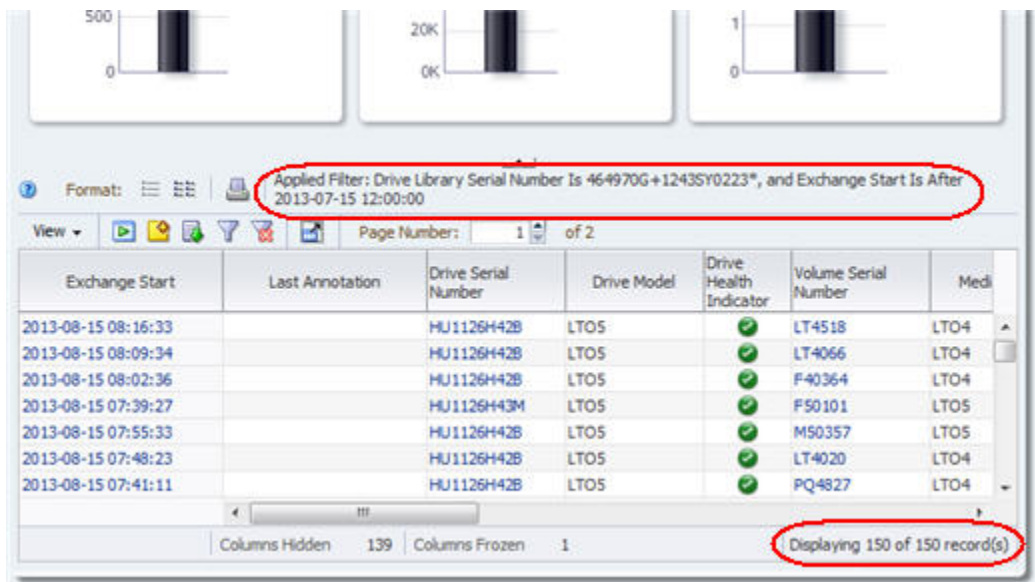 500
0
20K
0K
1
0
Format:
Applied Filter: Drive Library Serial Number Is 464970G+1243SY0223*, and Exchange Start Is After
2013-07-15 12:00:00
View
Page Number: 1 of 2
Exchange Start Last Annotation Drive Serial Number Drive Model Drive Health Indicator Volume Serial Number Medi
2013-08-15 08:16:33 HU1126H42B LTO5 LT4518 LTO4
2013-08-15 08:09:34 HU1126H42B LTO5 LT4066 LTO4
2013-08-15 08:02:36 HU1126H42B LTO5 F40364 LTO4
2013-08-15 07:39:27 HU1126H43M LTO5 F50101 LTO5
2013-08-15 07:55:33 HU1126H42B LTO5 M50357 LTO5
2013-08-15 07:48:23 HU1126H42B LTO5 LT4020 LTO4
2013-08-15 07:41:11 HU1126H42B LTO5 PQ4827 LTO4
Columns Hidden 139 Columns Frozen 1 Displaying 150 of 150 record(s)